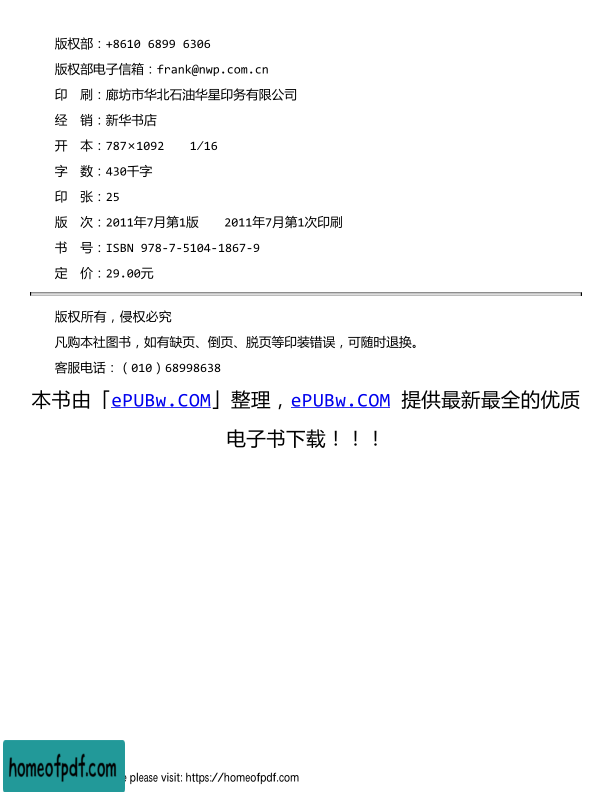 版权部：+8610 6899 6306
版权部电子信箱：frank@nwp.com.cn
印　刷：廊坊市华北石油华星印务有限公司
经　销：新华书店
开　本：787×1092　　1/16
字　数：430千字
印　张：25
版　次：2011年7月第1版　　2011年7月第1次印刷
书　号：ISBN 978-7-5104-1867-9
定　价：29.00元
版权所有，侵权必究
凡购本社图书，如有缺页、倒页、脱页等印装错误，可随时退换。
客服电话：（010）68998638
本书由「ePUBw.COM」整理，ePUBw.COM 提供最新最全的优质
电子书下载！！！
homeofpdf.com
please visit: https://homeofpdf.com